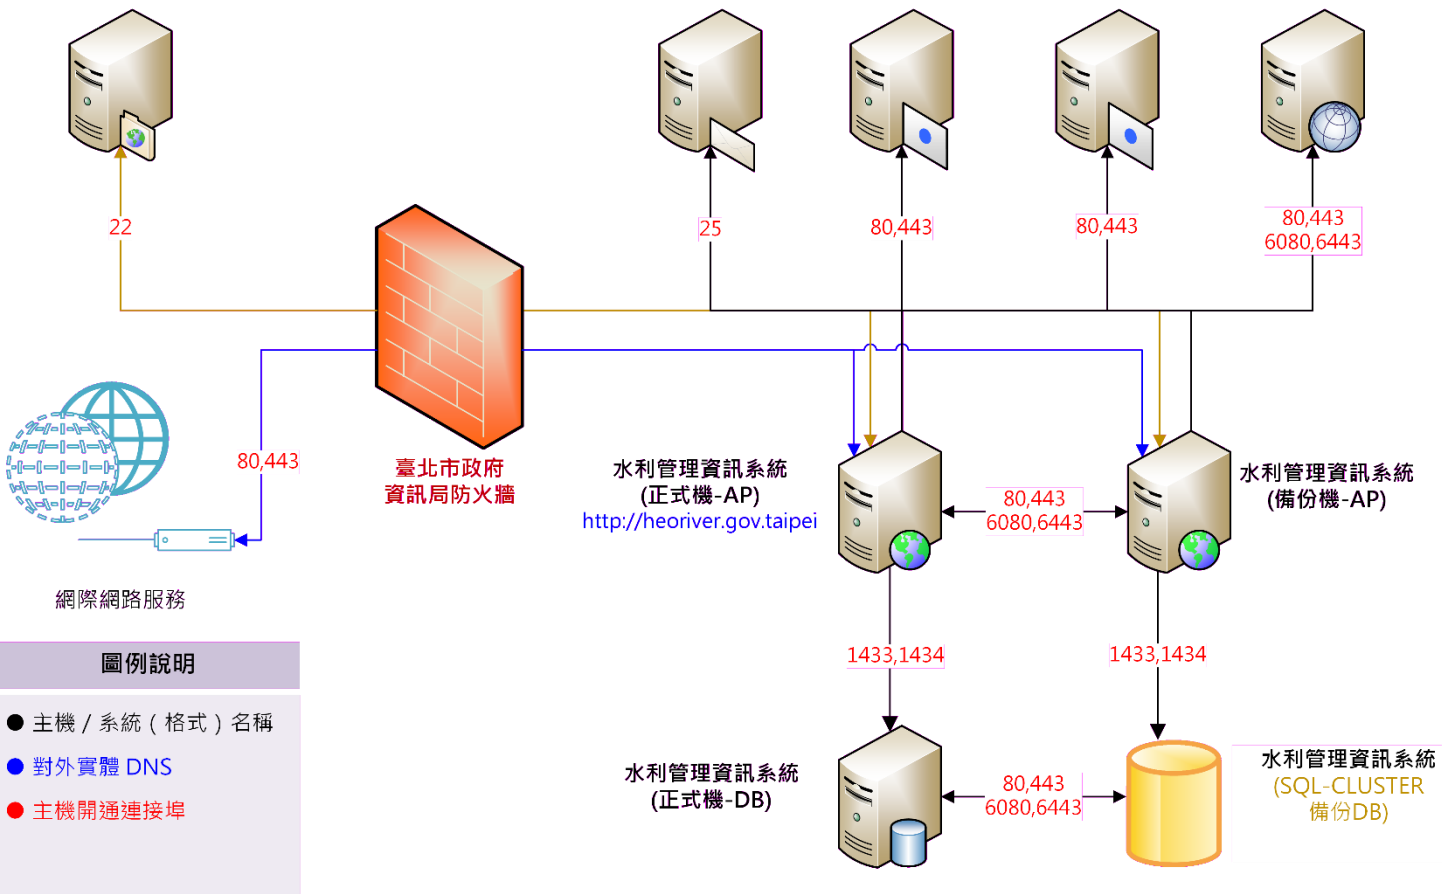 22
25
80,443
80,443
80,443
6080,6443
80,443
臺北市政府
資訊局防火牆
水利管理資訊系統
(正式機-AP)
http://heoriver.gov.taipei
80,443
6080,6443
水利管理資訊系統
(備份機-AP)
網際網路服務
1433,1434
1433,1434
圖例說明
主機 / 系統 ( 格式 ) 名稱
對外實體 DNS
主機開通連接埠
水利管理資訊系統
(正式機-DB)
80,443
6080,6443
水利管理資訊系統
(SQL-CLUSTER
備份DB)